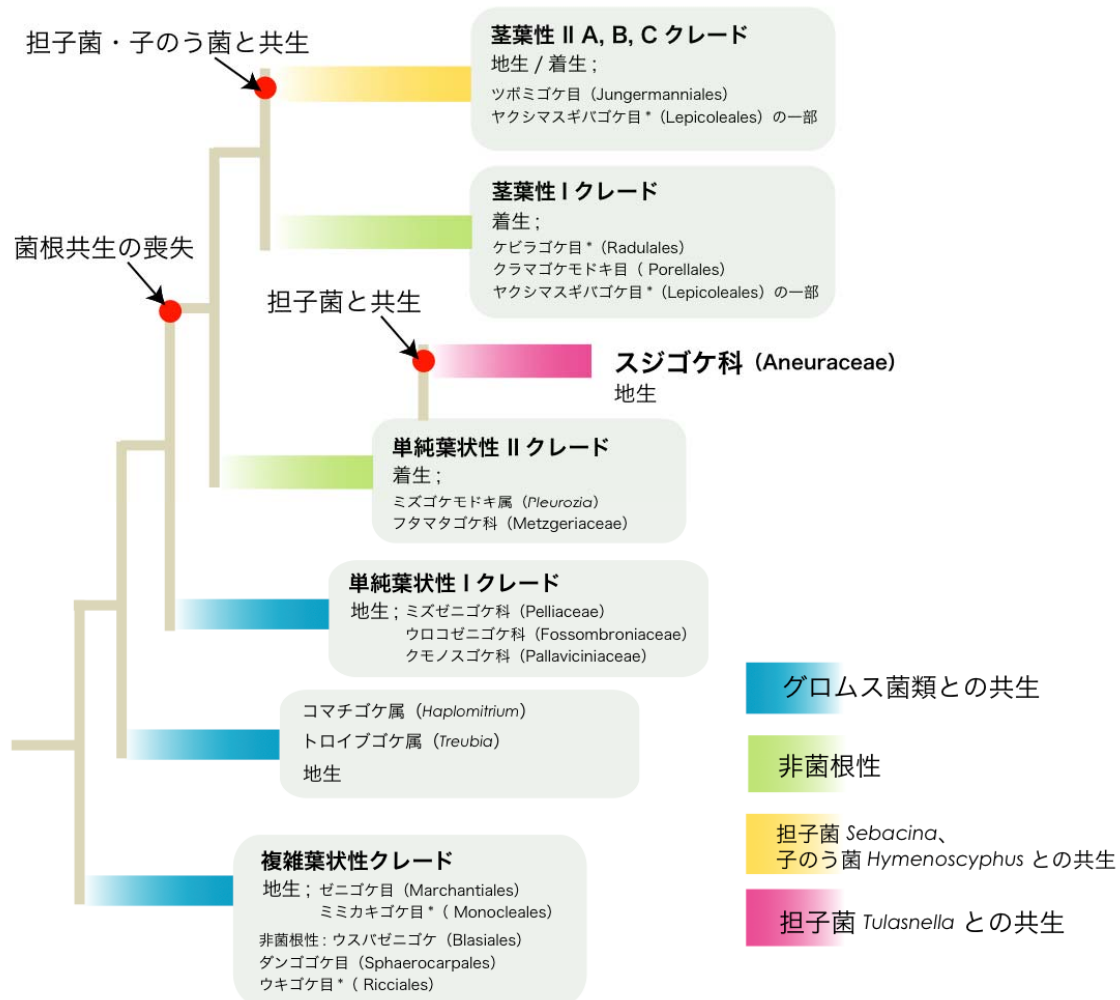 担子菌・子のう菌と共生
茎葉性 II A, B, C クレード
地生 / 着生 ;
ツボミゴケ目（Jungermanniales）
ヤクシマスギバゴケ目 *（Lepicoleales）の一部
茎葉性 I クレード
着生 ;
ケビラゴケ目 *（Radulales）
クラマゴケモドキ目（ Porellales）
ヤクシマスギバゴケ目 *（Lepicoleales）の一部
菌根共生の喪失
担子菌と共生
スジゴケ科（Aneuraceae）
地生
単純葉状性 II クレード
着生 ;
ミズゴケモドキ属（Pleurozia）
フタマタゴケ科（Metzgeriaceae）
単純葉状性 I クレード
地生 ; ミズゼニゴケ科（Pelliaceae）
ウロコゼニゴケ科（Fossombroniaceae）
クモノスゴケ科（Pallaviciniaceae）
コマチゴケ属（Haplomitrium）
トロイブゴケ属（Treubia）
地生
複雑葉状性クレード
地生 ; ゼニゴケ目（Marchantiales）
ミミカキゴケ目 *（ Monocleales）
非菌根性 : ウスバゼニゴケ（Blasiales）
ダンゴゴケ目（Sphaerocarpales）
ウキゴケ目 *（ Ricciales）
グロムス菌類との共生
非菌根性
担子菌 Sebacina、
子のう菌 Hymenoscyphus との共生
担子菌 Tulasnella との共生